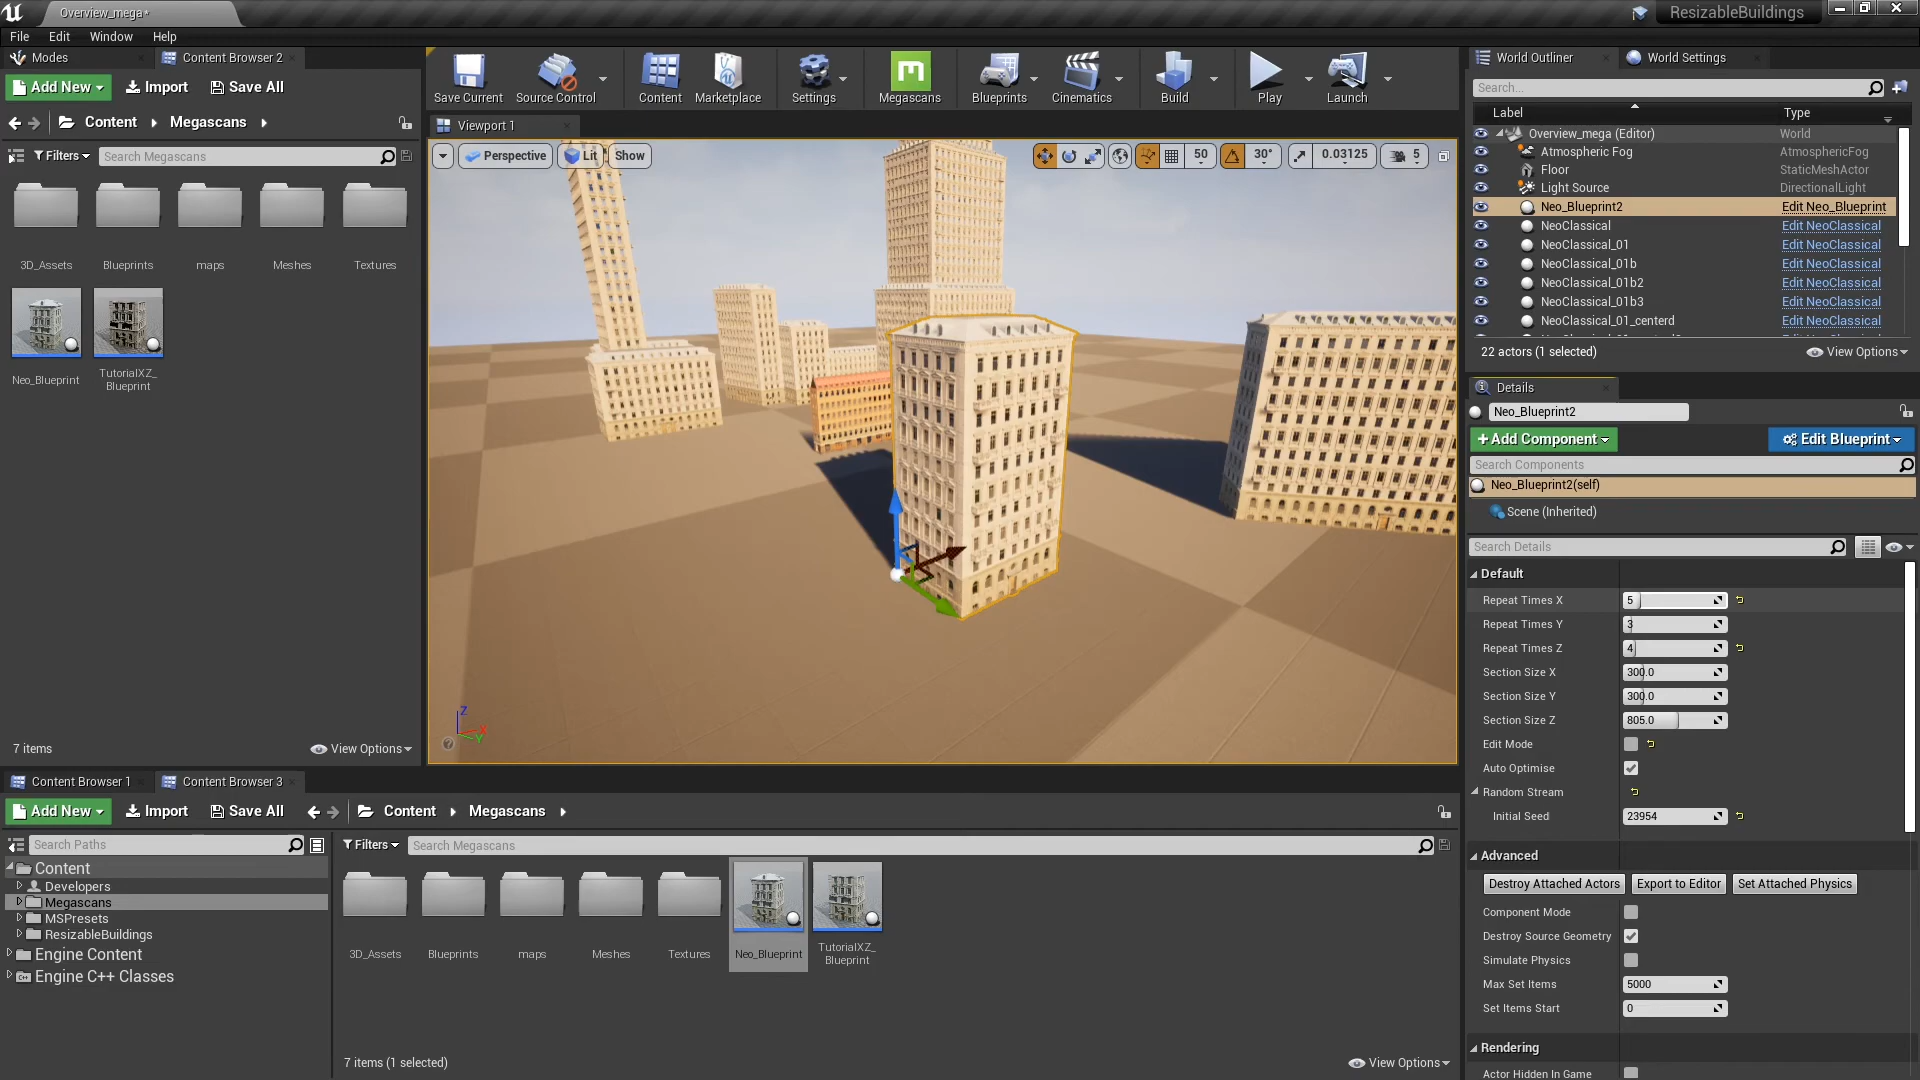 Overview_mega*
ResizableBuildings
File Edit Window Help
Modes
Content Browser 2
Add New
Import
Save All
Content
Megascans
Filters
Search Megascans
3D_Assets
Blueprints
maps
Meshes
Textures
Neo_Blueprint
TutorialXZ_
Blueprint
7 items
View Options
Save Current
Source Control
Content
Marketplace
Settings
Megascans
Blueprints
Cinematics
Build
Play
Launch
Viewport 1
Perspective
Lit
Show
50
30°
0.03125
5
Z
X
Y
World Outliner
World Settings
Search...
Label
Type
Overview_mega (Editor) World
Atmospheric Fog AtmosphericFog
Floor StaticMeshActor
Light Source DirectionalLight
Neo_Blueprint2 Edit Neo_Blueprint
NeoClassical Edit NeoClassical
NeoClassical_01 Edit NeoClassical
NeoClassical_01b Edit NeoClassical
NeoClassical_01b2 Edit NeoClassical
NeoClassical_01b3 Edit NeoClassical
NeoClassical_01_centerd Edit NeoClassical
22 actors (1 selected)
View Options
Details
Neo_Blueprint2
+Add Component
Edit Blueprint
Search Components
Neo_Blueprint2(self)
Scene (Inherited)
Search Details
Default
Repeat Times X 5
Repeat Times Y 3
Repeat Times Z 4
Section Size X 300.0
Section Size Y 300.0
Section Size Z 805.0
Edit Mode
Auto Optimise
Random Stream
Initial Seed 23954
Advanced
Destroy Attached Actors
Export to Editor
Set Attached Physics
Component Mode
Destroy Source Geometry
Simulate Physics
Max Set Items 5000
Set Items Start 0
Rendering
Actor Hidden In Game
Content Browser 1
Content Browser 3
Add New
Import
Save All
Content
Megascans
Search Paths
Content
Developers
Megascans
MSPresets
ResizableBuildings
Engine Content
Engine C++ Classes
Filters
Search Megascans
3D_Assets
Blueprints
maps
Meshes
Textures
Neo_Blueprint
TutorialXZ_
Blueprint
7 items (1 selected)
View Options